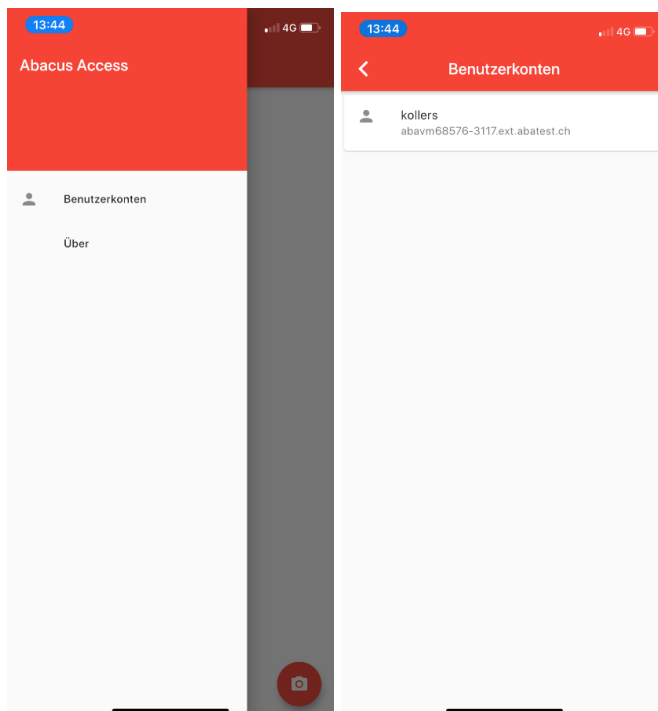 13:44
4G
Abacus Access
Benutzerkonten
Über
13:44
4G
Benutzerkonten
kollers
abavm68576-3117.ext.abatest.ch